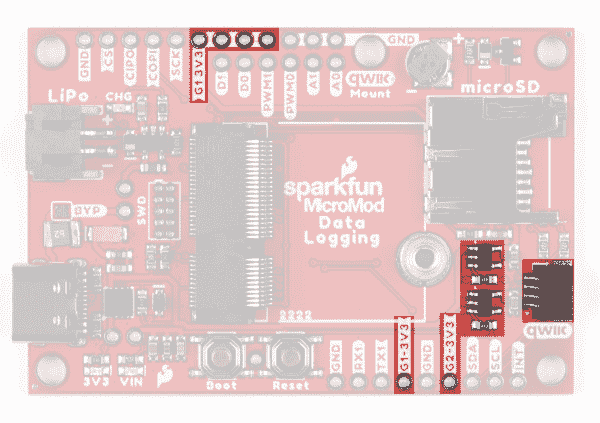 GND CS CIPO COPI SCK G1 3V3 D1 D0 PWM1 PWM0 A1 A0 GND
qwiic
Mount
LiPo CHG
+
-
+
-
microSD
BYP
SWD
sparkfun
MicroMod
Data
Logging
2222
qwiic
3V3 VIN
Boot Reset
GND RX1 TX1 G1-3V3 GND G2-3V3 SDA SCL INT